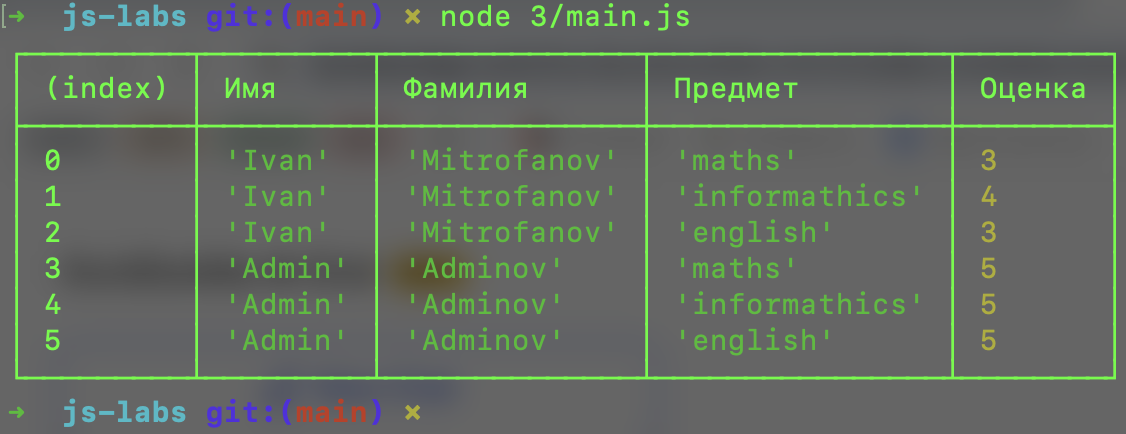 [➜ js-labs git:(main) × node 3/main.js
(index) Имя Фамилия Предмет Оценка
0 'Ivan' 'Mitrofanov' 'maths' 3
1 'Ivan' 'Mitrofanov' 'informathics' 4
2 'Ivan' 'Mitrofanov' 'english' 3
3 'Admin' 'Adminov' 'maths' 5
4 'Admin' 'Adminov' 'informathics' 5
5 'Admin' 'Adminov' 'english' 5
➜ js-labs git:(main) ×